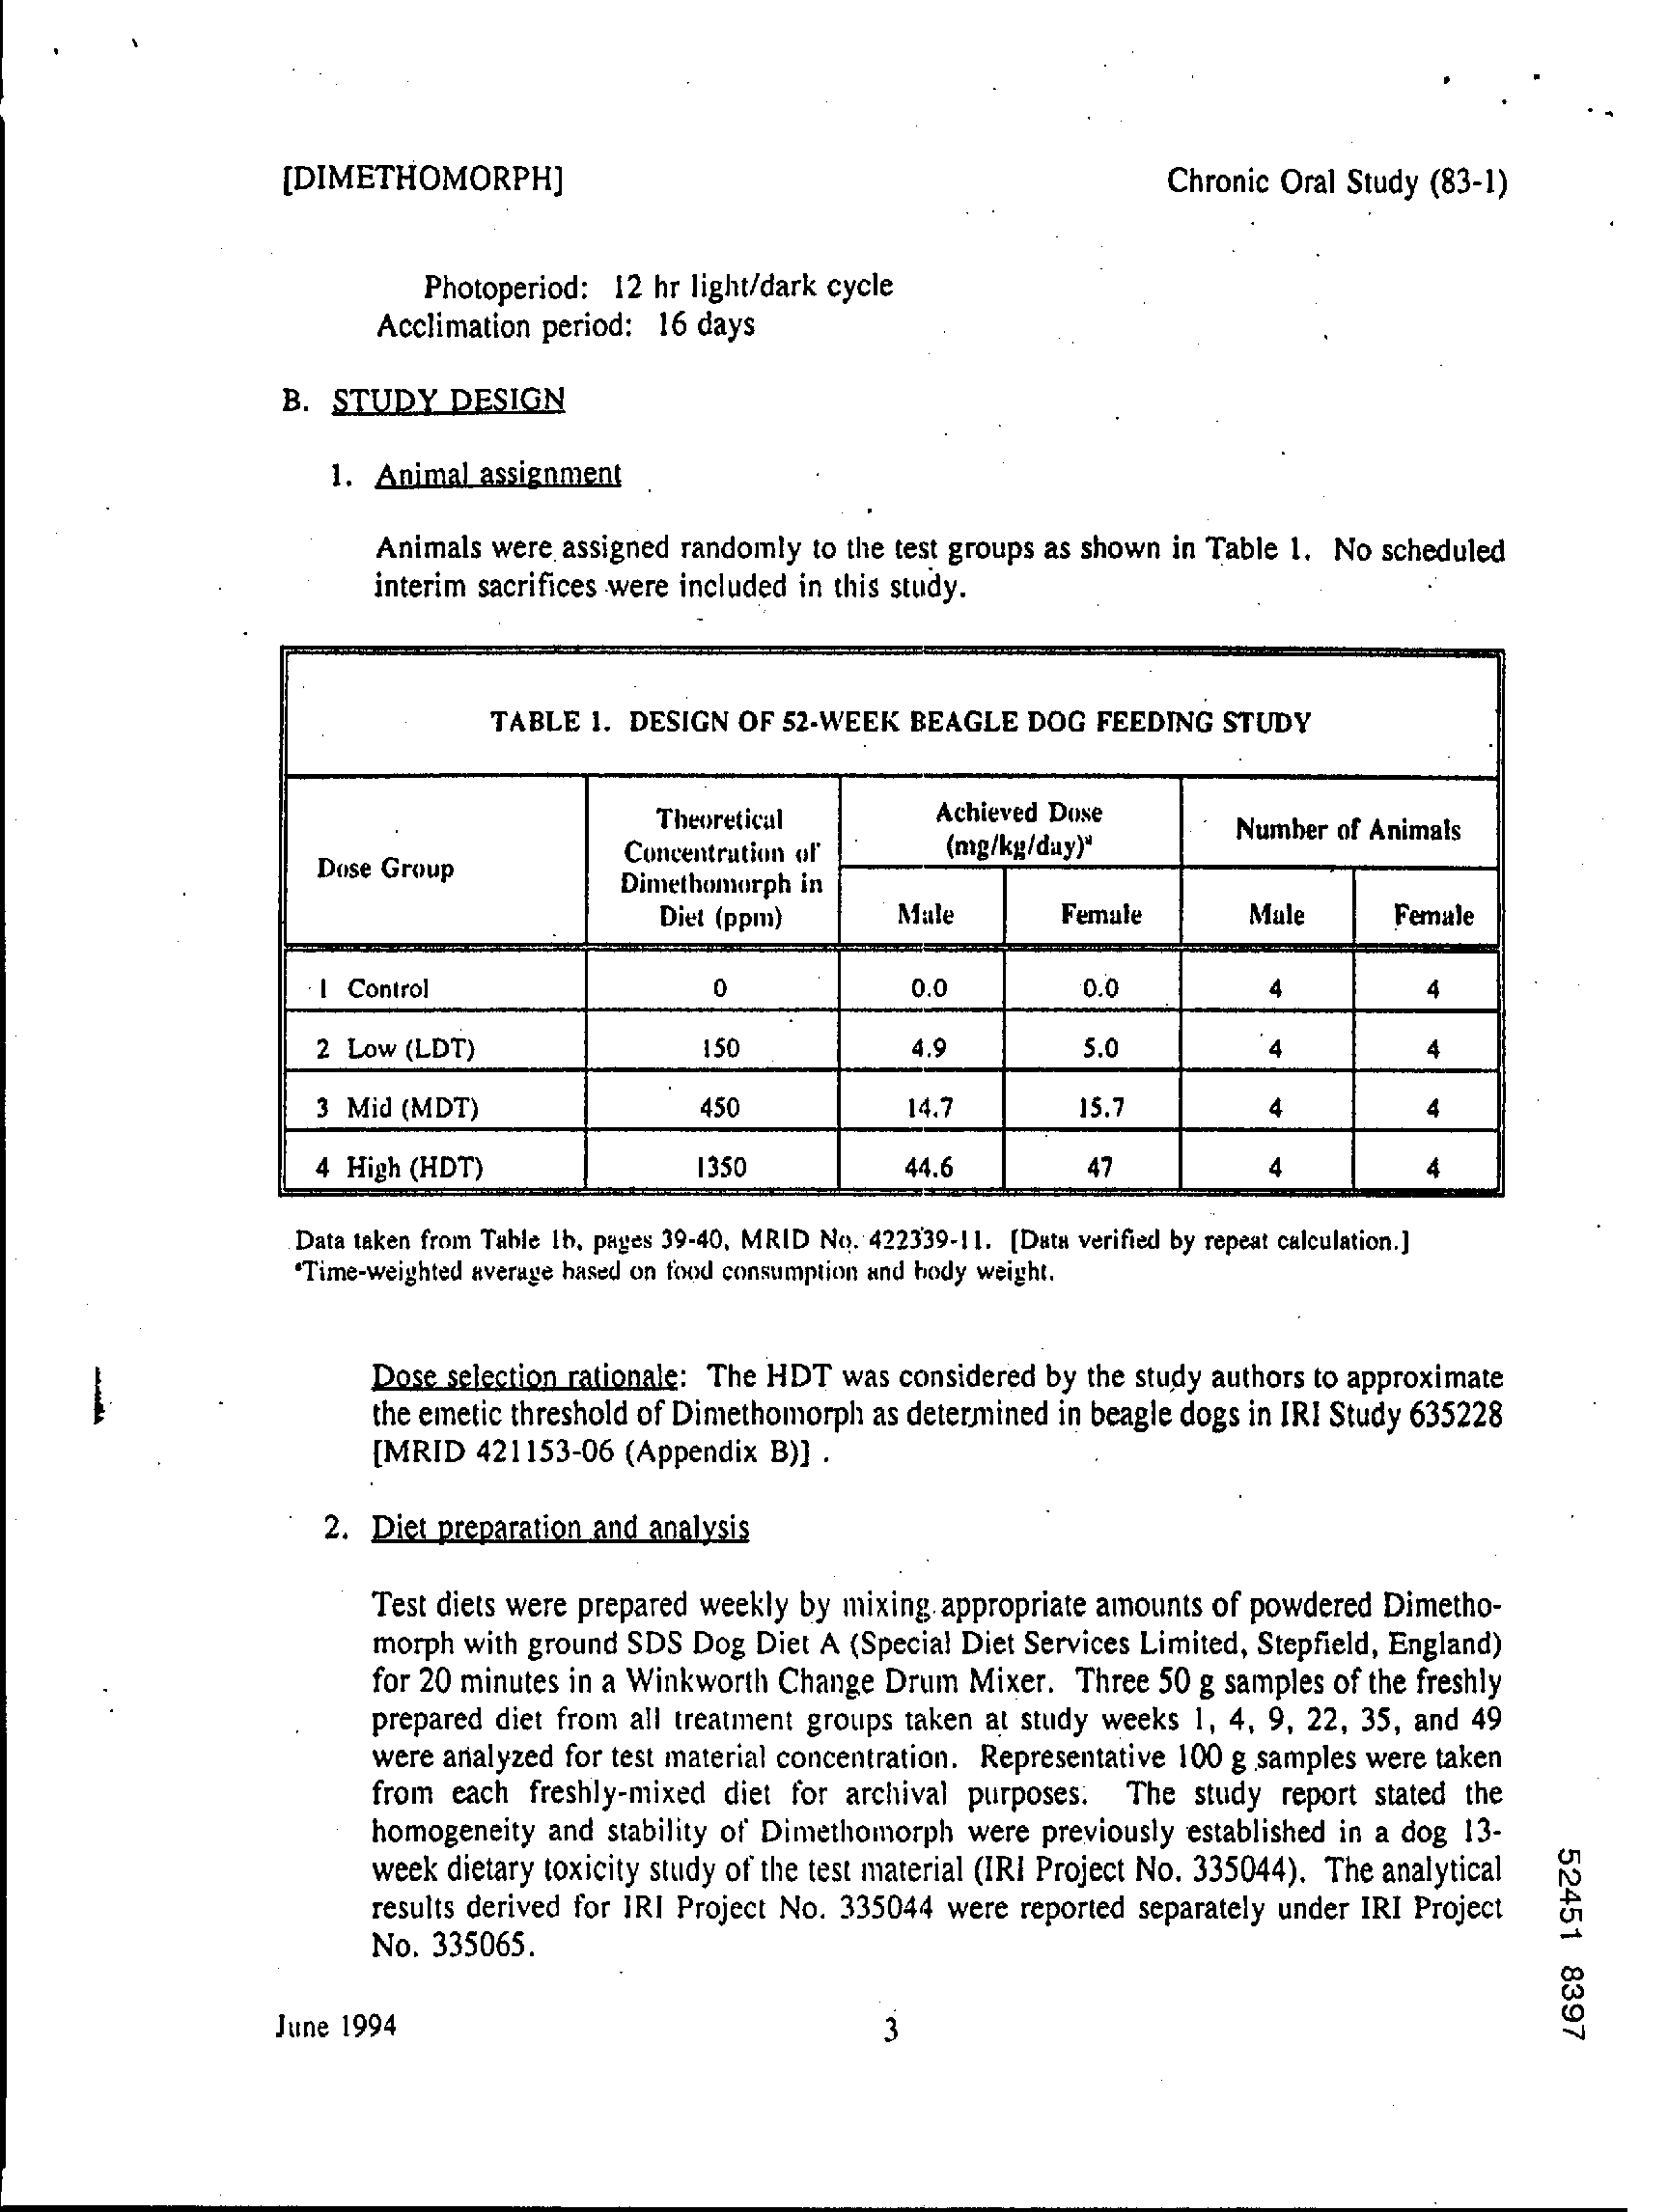 [DIMETHOMORPH] Chronic Oral Study (83-1)
Photoperiod: 12 hr light/dark cycle
Acclimation period: 16 days
B. STUDY DESIGN
1. Animal assignment
Animals were assigned randomly to the test groups as shown in Table 1. No scheduled
interim sacrifices were included in this study.
TABLE 1. DESIGN OF 52-WEEK BEAGLE DOG FEEDING STUDY
Dose Group
Theoretical
Concentration of
Dimethomorph in
Diet (ppm)
Achieved Dose
(mg/kg/day)ᵃ
Number of Animals
Male Female Male Female
1 Control 0 0.0 0.0 4 4
2 Low (LDT) 150 4.9 5.0 4 4
3 Mid (MDT) 450 14.7 15.7 4 4
4 High (HDT) 1350 44.6 47 4 4
Data taken from Table 1b, pages 39-40, MRID No. 422339-11. [Data verified by repeat calculation.]
ᵃTime-weighted average based on food consumption and body weight.
Dose selection rationale: The HDT was considered by the study authors to approximate
the emetic threshold of Dimethomorph as determined in beagle dogs in IRI Study 635228
[MRID 421153-06 (Appendix B)] .
2. Diet preparation and analysis
Test diets were prepared weekly by mixing appropriate amounts of powdered Dimetho-
morph with ground SDS Dog Diet A (Special Diet Services Limited, Stepfield, England)
for 20 minutes in a Winkworth Change Drum Mixer. Three 50 g samples of the freshly
prepared diet from all treatment groups taken at study weeks 1, 4, 9, 22, 35, and 49
were analyzed for test material concentration. Representative 100 g samples were taken
from each freshly-mixed diet for archival purposes. The study report stated the
homogeneity and stability of Dimethomorph were previously established in a dog 13-
week dietary toxicity study of the test material (IRI Project No. 335044). The analytical
results derived for IRI Project No. 335044 were reported separately under IRI Project
No. 335065.
June 1994 3
52451 8397